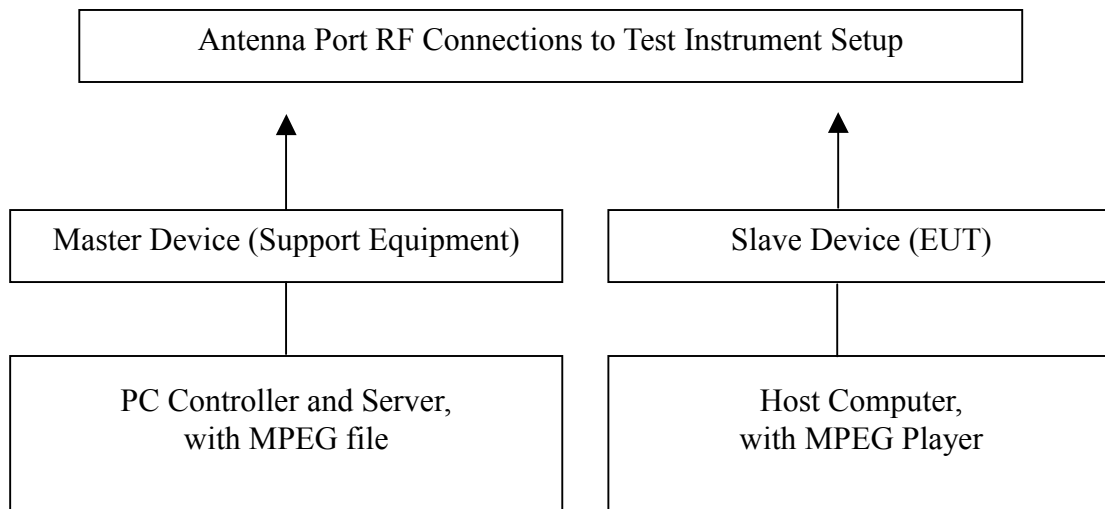 Antenna Port RF Connections to Test Instrument Setup
Master Device (Support Equipment)
Slave Device (EUT)
PC Controller and Server,
with MPEG file
Host Computer,
with MPEG Player